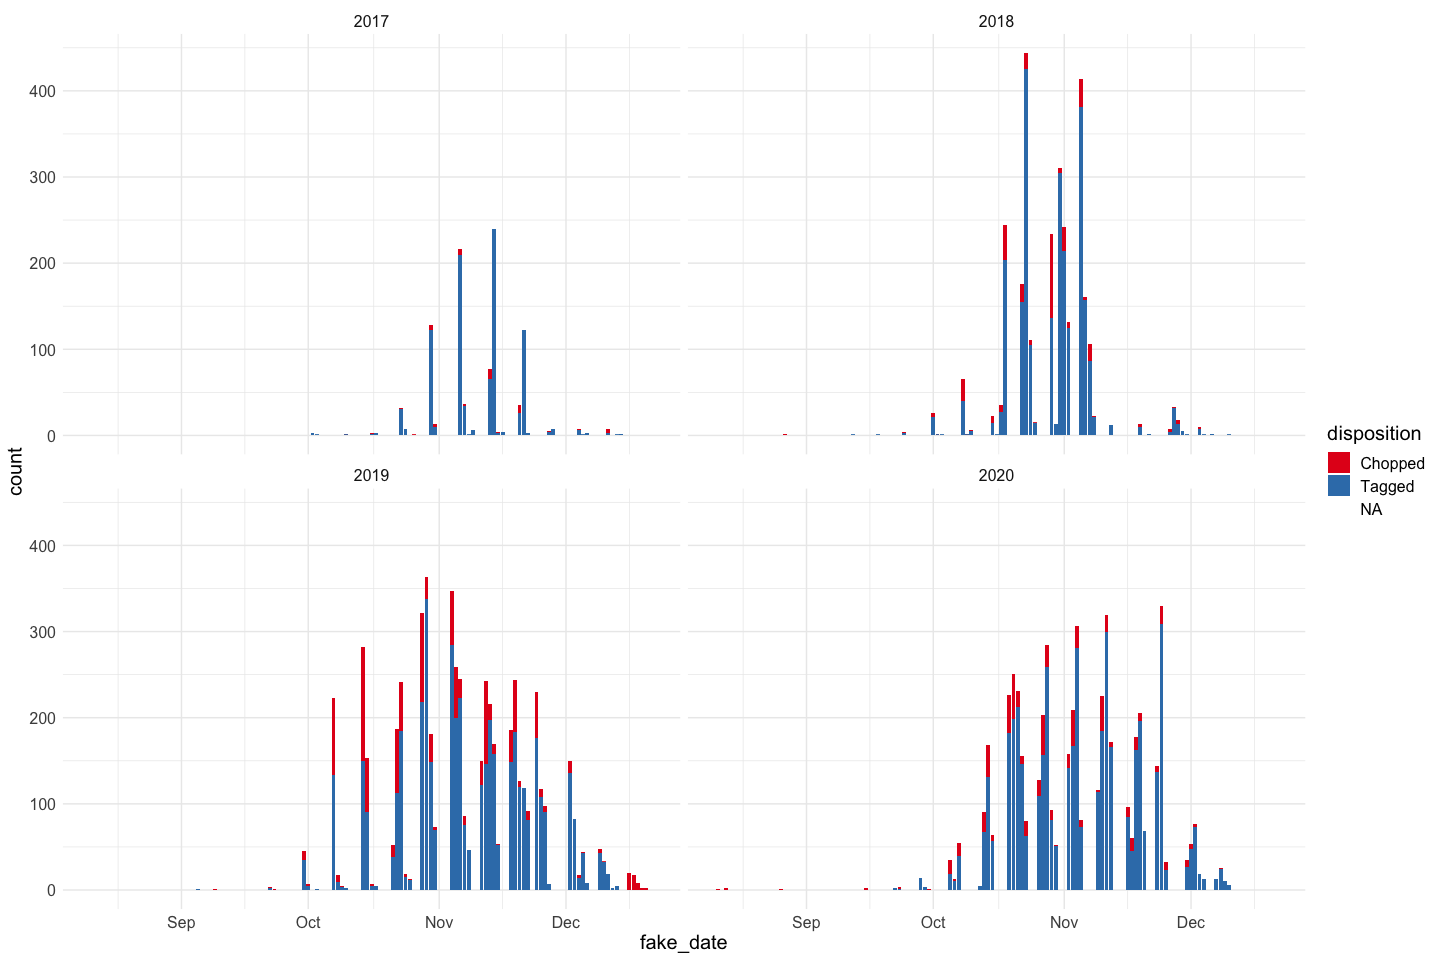 2017
2018
400
300
200
100
0
2019
2020
400
300
200
100
0
Sep
Oct
Nov
Dec
Sep
Oct
Nov
Dec
fake_date
count
disposition
Chopped
Tagged
NA